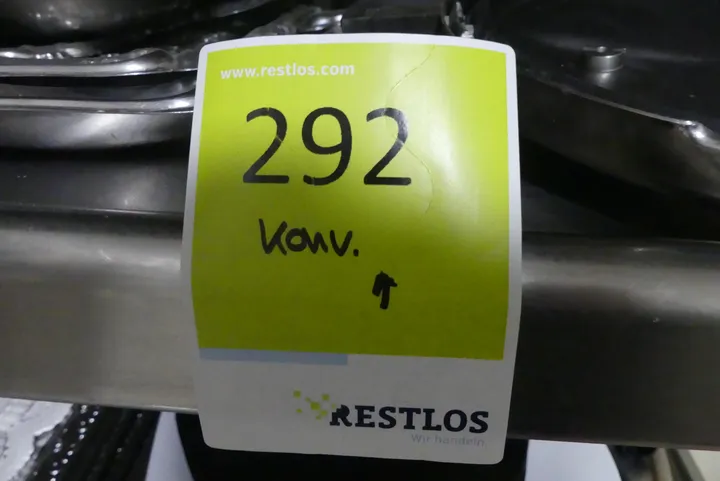 www.restlos.com
292
Konv.
RESTLOS
Wir handeln.